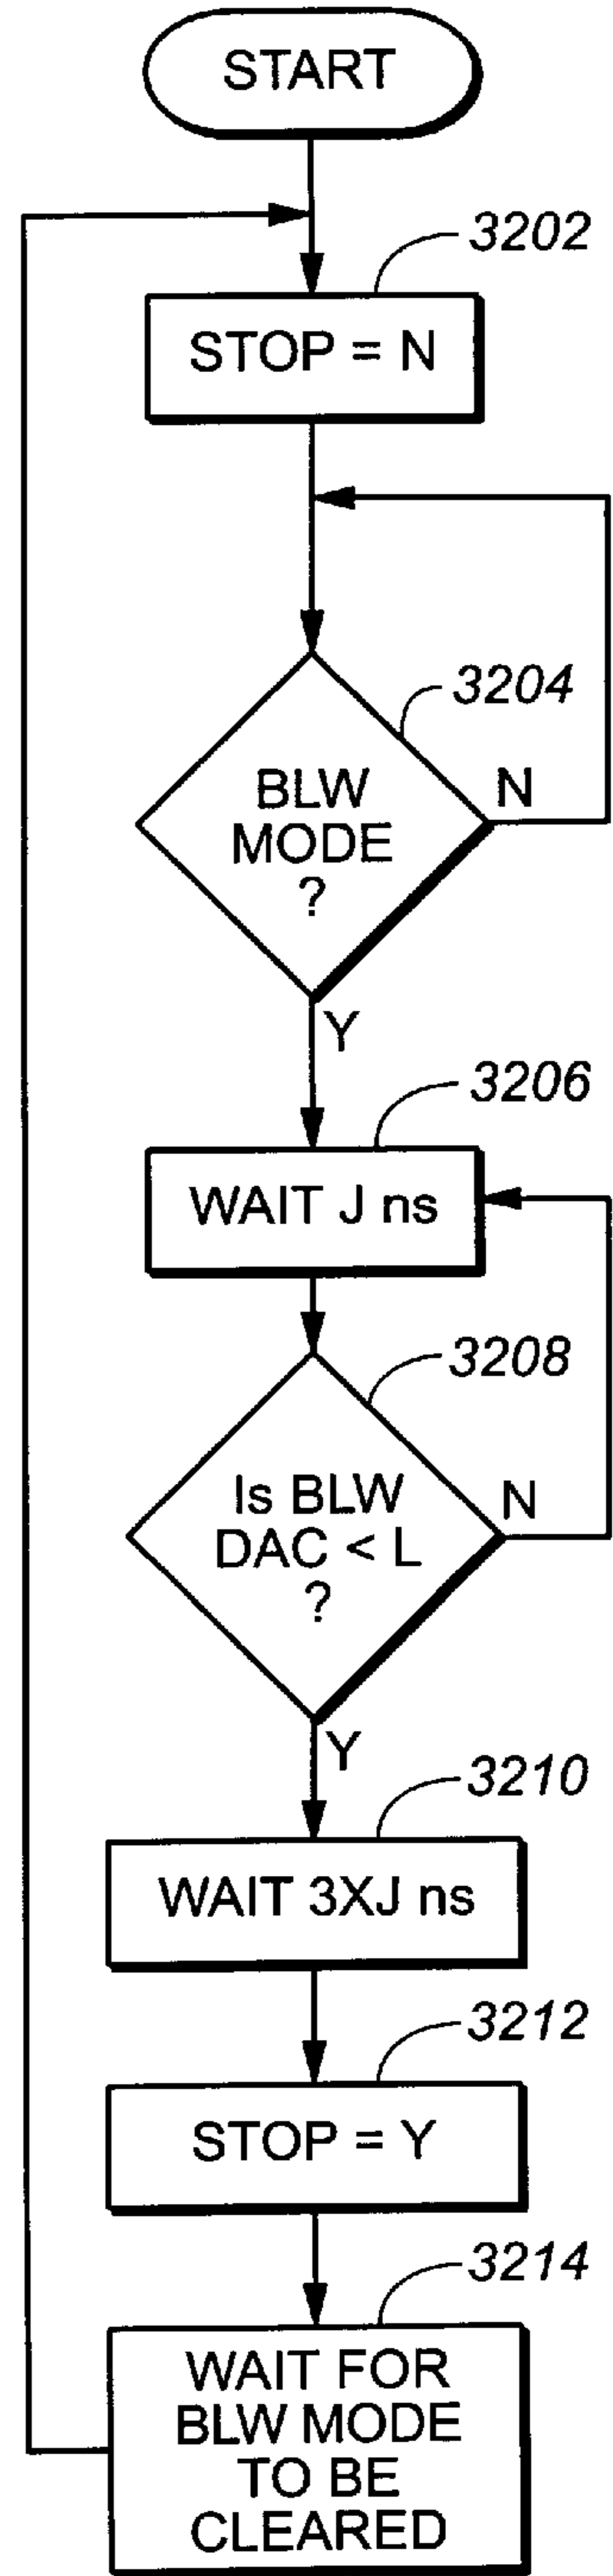 START
3202
STOP = N
3204
BLW
MODE
?
N
Y
3206
WAIT J ns
3208
Is BLW
DAC < L
?
N
Y
3210
WAIT 3XJ ns
3212
STOP = Y
3214
WAIT FOR
BLW MODE
TO BE
CLEARED